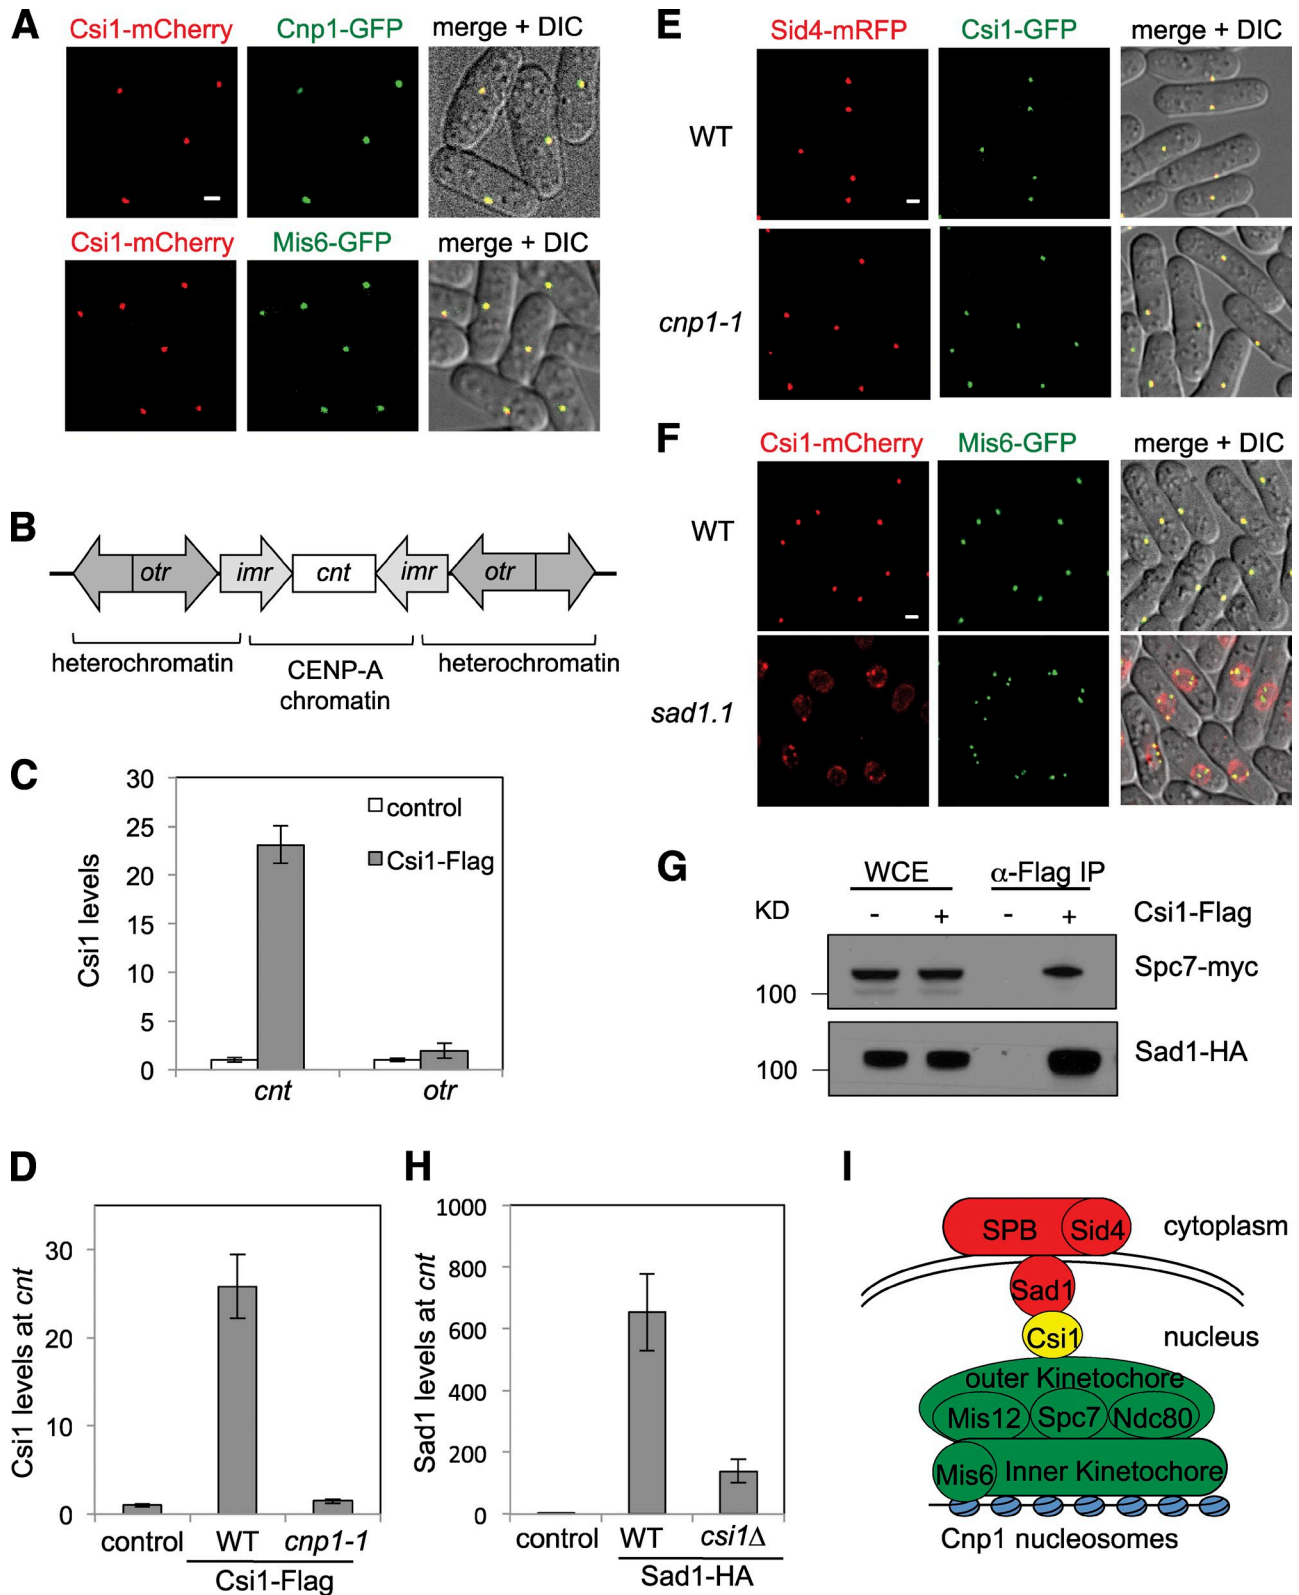 A
Csi1-mCherry Cnp1-GFP merge + DIC
Csi1-mCherry Mis6-GFP merge + DIC
B
otr imr cnt imr otr
heterochromatin CENP-A heterochromatin
chromatin
C
30
25
20
15
10
5
0
Csi1 levels
control
Csi1-Flag
cnt otr
D
30
20
10
0
Csi1 levels at cnt
control WT cnp1-1
Csi1-Flag
E
Sid4-mRFP Csi1-GFP merge + DIC
WT
cnp1-1
F
Csi1-mCherry Mis6-GFP merge + DIC
WT
sad1.1
G
WCE α-Flag IP
KD - + - + Csi1-Flag
100 Spc7-myc
100 Sad1-HA
H
1000
800
600
400
200
0
Sad1 levels at cnt
control WT csi1Δ
Sad1-HA
I
SPB Sid4 cytoplasm
Sad1
Csi1 nucleus
outer Kinetochore
Mis12 Spc7 Ndc80
Mis6 Inner Kinetochore
Cnp1 nucleosomes